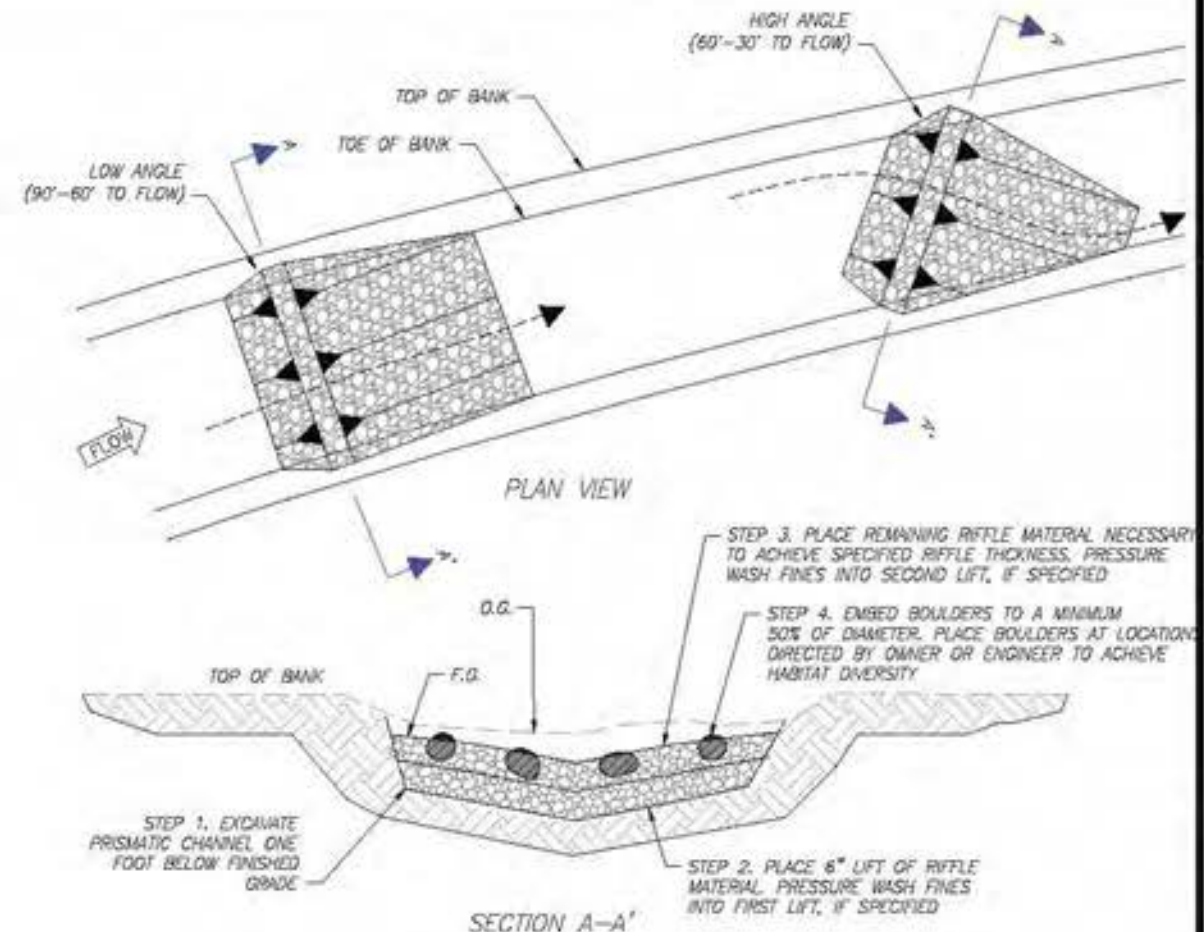 HIGH ANGLE
(60°-30° TO FLOW)
TOP OF BANK
TOE OF BANK
LOW ANGLE
(90°-60° TO FLOW)
A
A
FLOW
A'
A'
PLAN VIEW
STEP 3. PLACE REMAINING RIFFLE MATERIAL NECESSARY
TO ACHIEVE SPECIFIED RIFFLE THICKNESS. PRESSURE
WASH FINES INTO SECOND LIFT, IF SPECIFIED
O.G.
STEP 4. EMBED BOULDERS TO A MINIMUM
50% OF DIAMETER. PLACE BOULDERS AT LOCATIONS
DIRECTED BY OWNER OR ENGINEER TO ACHIEVE
HABITAT DIVERSITY
TOP OF BANK
F.G.
STEP 1. EXCAVATE
PRISMATIC CHANNEL ONE
FOOT BELOW FINISHED
GRADE
STEP 2. PLACE 6" LIFT OF RIFFLE
MATERIAL. PRESSURE WASH FINES
INTO FIRST LIFT, IF SPECIFIED
SECTION A-A'